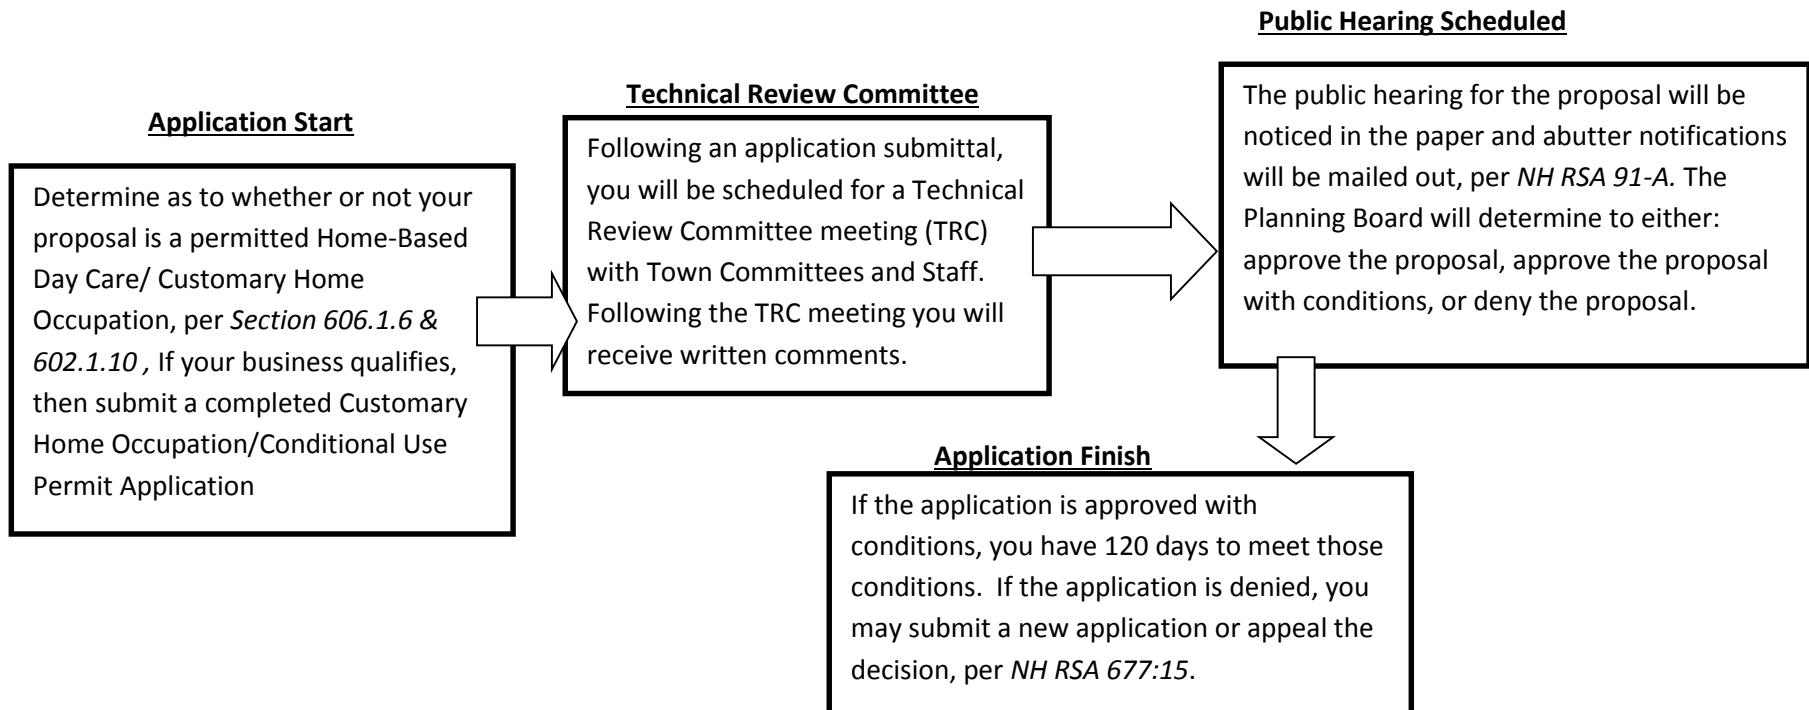 Application Start
Determine as to whether or not your
proposal is a permitted Home-Based
Day Care/ Customary Home
Occupation, per Section 606.1.6 &
602.1.10 , If your business qualifies,
then submit a completed Customary
Home Occupation/Conditional Use
Permit Application
Technical Review Committee
Following an application submittal,
you will be scheduled for a Technical
Review Committee meeting (TRC)
with Town Committees and Staff.
Following the TRC meeting you will
receive written comments.
Public Hearing Scheduled
The public hearing for the proposal will be
noticed in the paper and abutter notifications
will be mailed out, per NH RSA 91-A. The
Planning Board will determine to either:
approve the proposal, approve the proposal
with conditions, or deny the proposal.
Application Finish
If the application is approved with
conditions, you have 120 days to meet those
conditions.  If the application is denied, you
may submit a new application or appeal the
decision, per NH RSA 677:15.